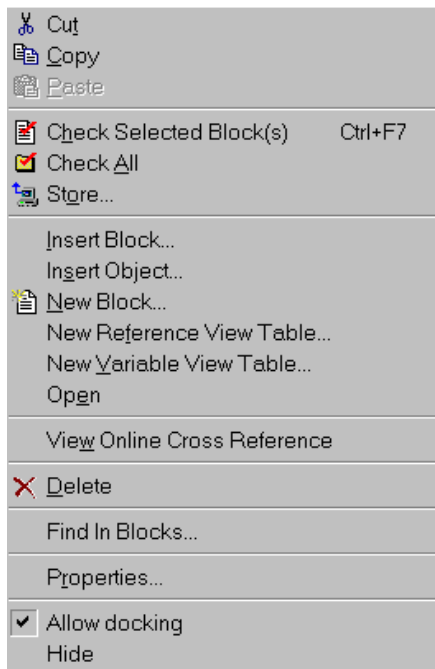 Cut
Copy
Paste
Check Selected Block(s) Ctrl+F7
Check All
Store...
Insert Block...
Insert Object...
New Block...
New Reference View Table...
New Variable View Table...
Open
View Online Cross Reference
Delete
Find In Blocks...
Properties...
Allow docking
Hide